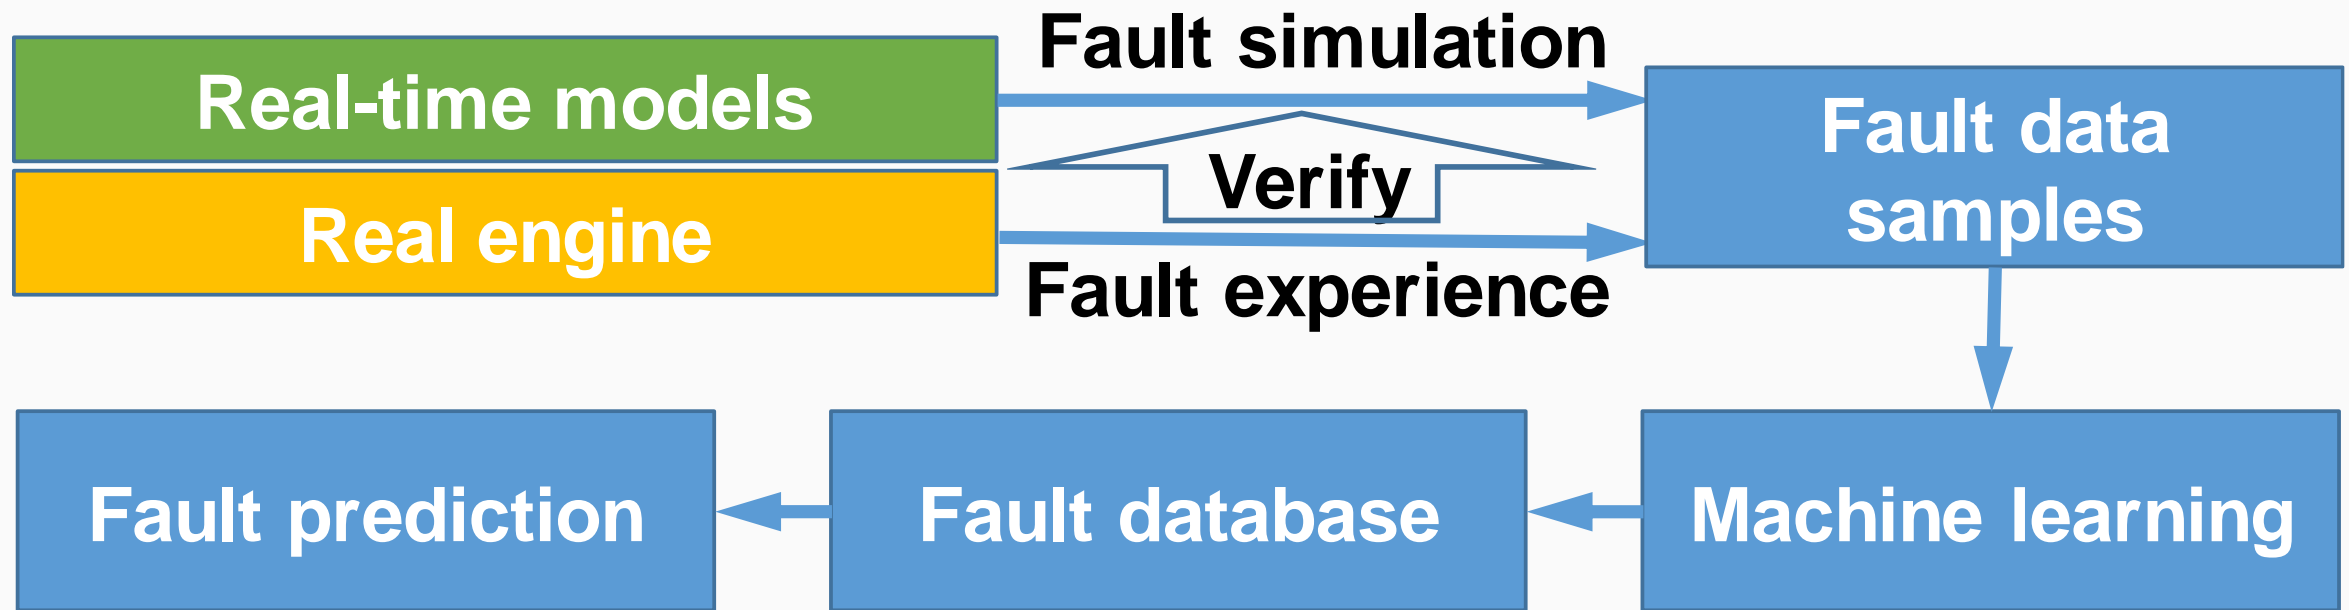 Fault simulation
Real-time models
Fault data
samples
Verify
Real engine
Fault experience
Fault prediction
Fault database
Machine learning